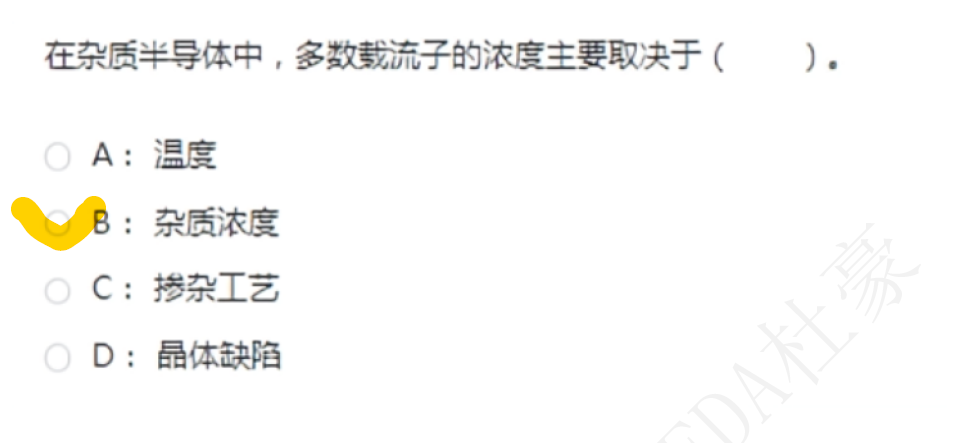 在杂质半导体中，多数载流子的浓度主要取决于（　　）。
A： 温度
B： 杂质浓度
C： 掺杂工艺
D： 晶体缺陷
EDA杜豪